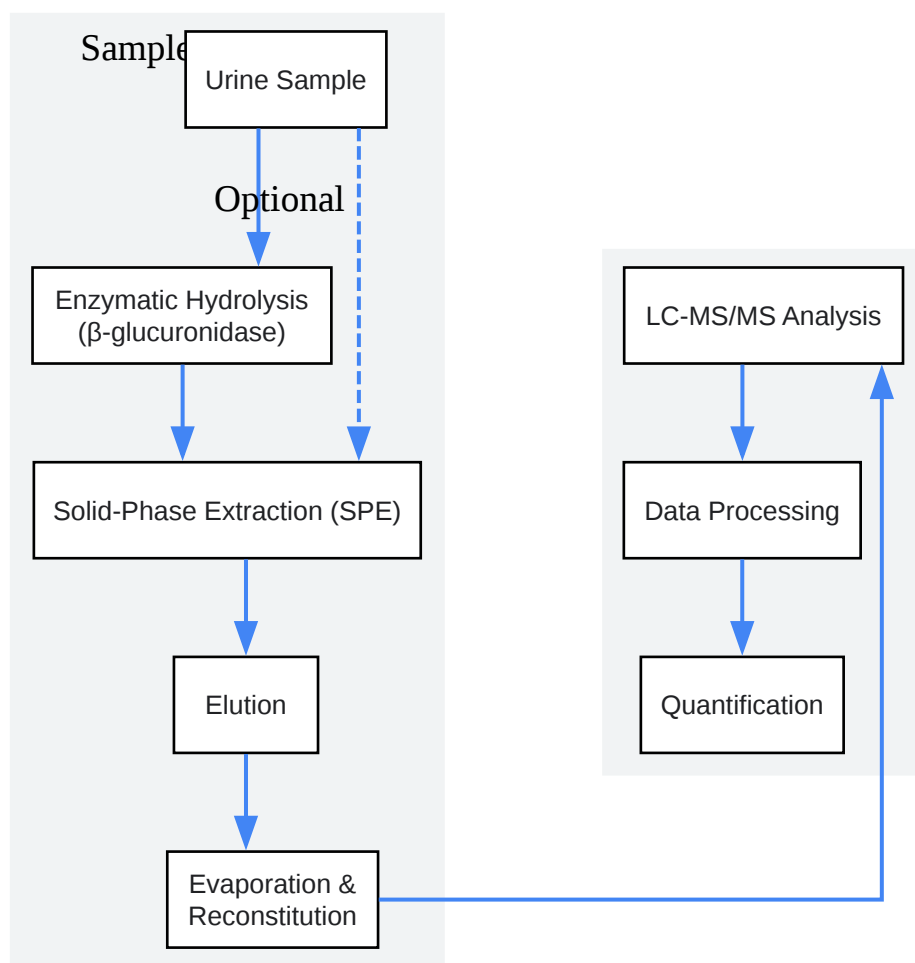 Sample
Urine Sample
Optional
Enzymatic Hydrolysis
(β-glucuronidase)
Solid-Phase Extraction (SPE)
Elution
Evaporation &
Reconstitution
LC-MS/MS Analysis
Data Processing
Quantification